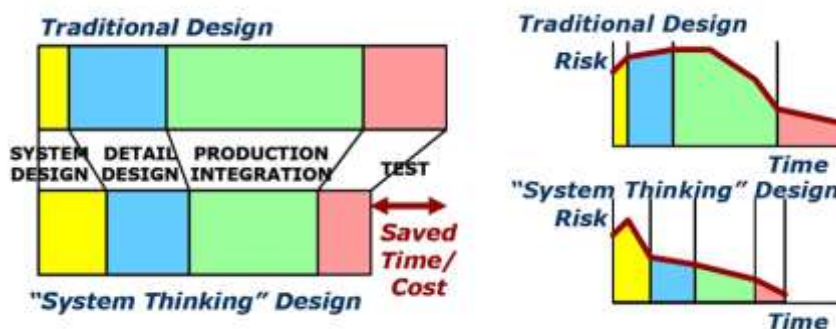 Traditional Design
SYSTEM DESIGN
DETAIL DESIGN
PRODUCTION INTEGRATION
TEST
Saved
Time/
Cost
“System Thinking” Design
Traditional Design
Risk
Time
“System Thinking” Design
Risk
Time